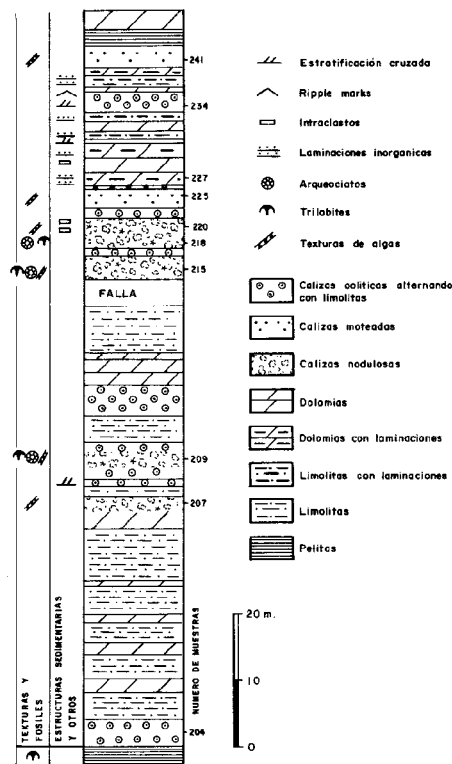 241
234
227
225
220
218
215
FALLA
209
207
204
TEXTURAS Y FOSILES
ESTRUCTURAS SEDIMENTARIAS Y OTROS
NUMERO DE MUESTRAS
Estratificación cruzada
Ripple marks
Intraclastos
Laminaciones inorganicas
Arqueociatos
Trilobites
Texturas de algas
Calizas ooliticas alternando
con limolitas
Calizas moteadas
Calizas nodulosas
Dolomias
Dolomias con laminaciones
Limolitas con laminaciones
Limolitas
Pelitas
20 m.
10
0